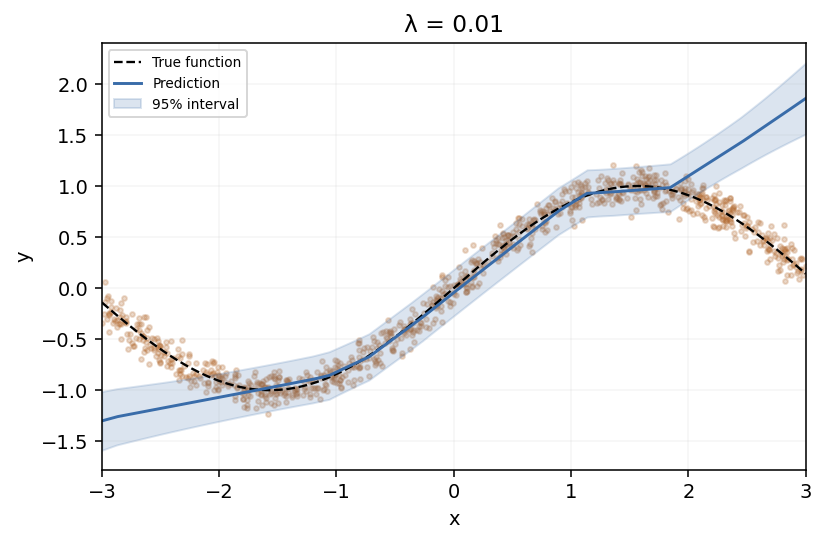 λ = 0.01
True function
Prediction
95% interval
2.0
1.5
1.0
0.5
0.0
−0.5
−1.0
−1.5
y
−3 −2 −1 0 1 2 3
x